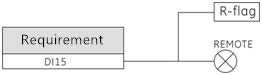 R-flag
Requirement
REMOTE
DI15